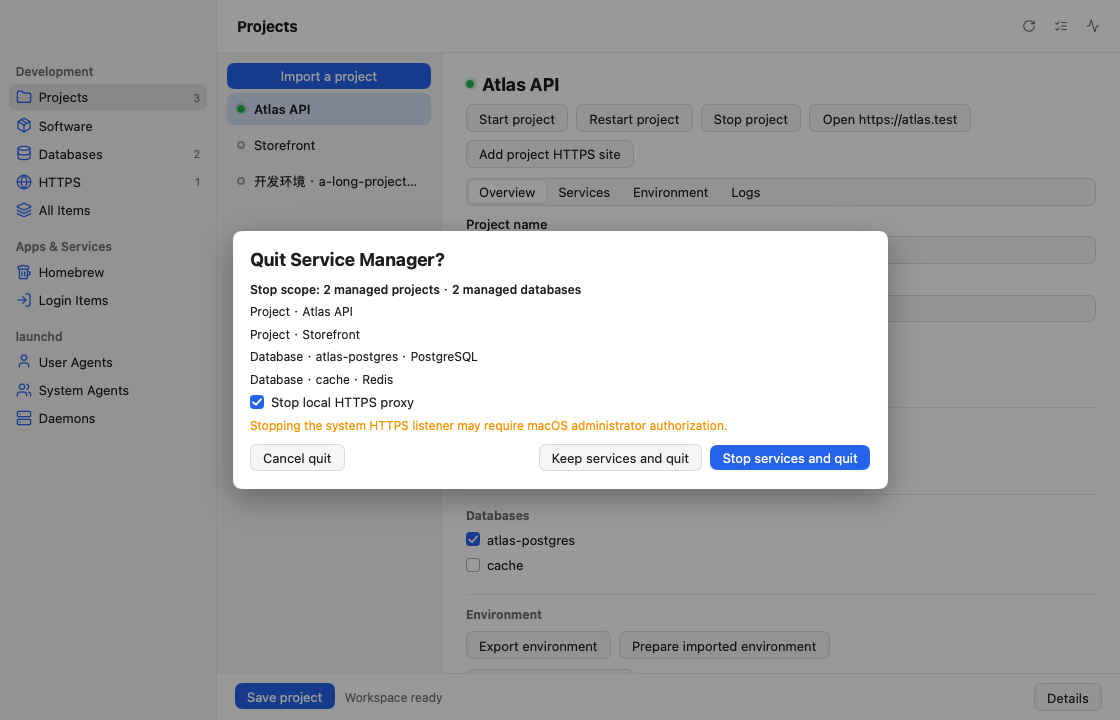 Projects
Development
Projects 3
Software
Databases 2
HTTPS 1
All Items
Apps & Services
Homebrew
Login Items
launchd
User Agents
System Agents
Daemons
Import a project
Atlas API
Storefront
开发环境 · a-long-project...
Atlas API
Start project
Restart project
Stop project
Open https://atlas.test
Add project HTTPS site
Overview
Services
Environment
Logs
Project name
Quit Service Manager?
Stop scope: 2 managed projects · 2 managed databases
Project · Atlas API
Project · Storefront
Database · atlas-postgres · PostgreSQL
Database · cache · Redis
Stop local HTTPS proxy
Stopping the system HTTPS listener may require macOS administrator authorization.
Cancel quit
Keep services and quit
Stop services and quit
Databases
atlas-postgres
cache
Environment
Export environment
Prepare imported environment
Save project
Workspace ready
Details